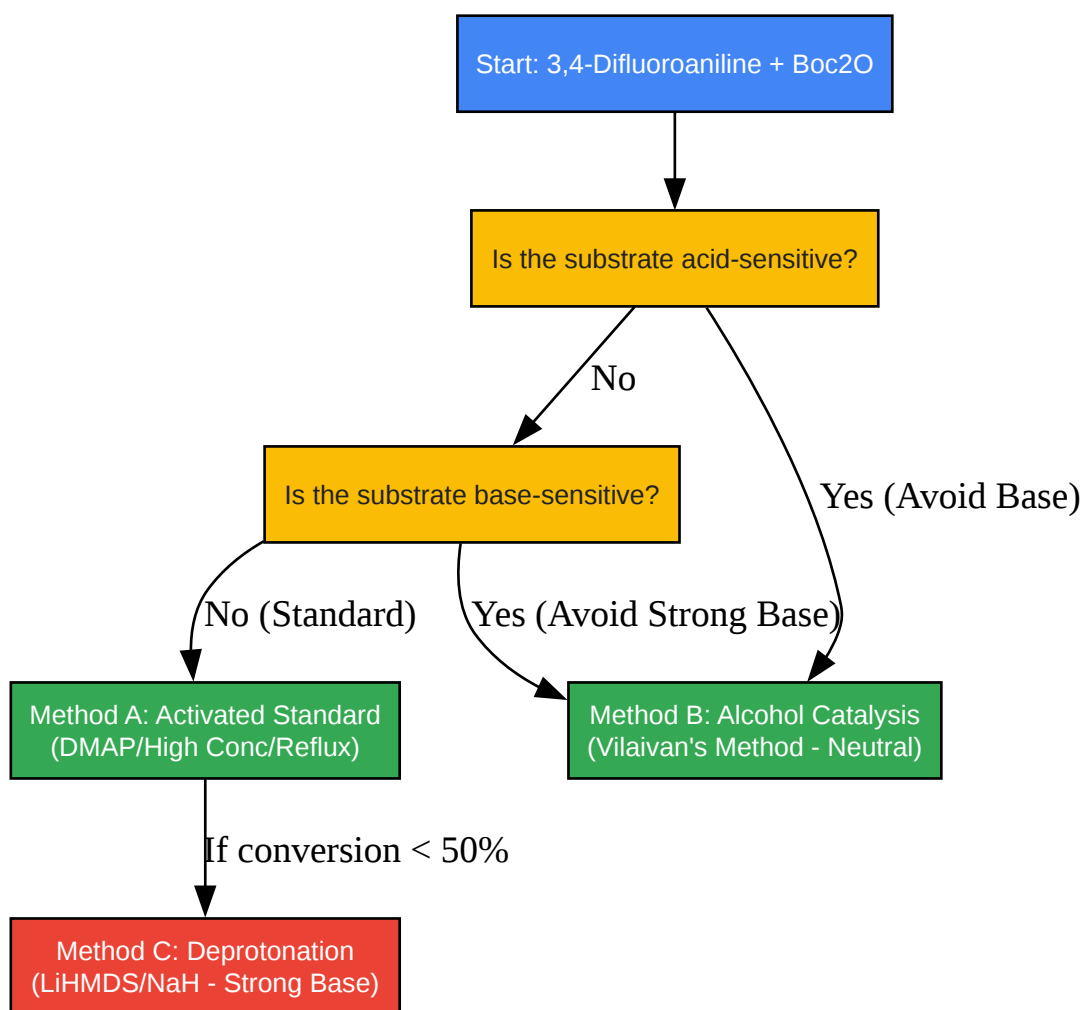 Start: 3,4-Difluoroaniline + Boc2O
Is the substrate acid-sensitive?
No
Is the substrate base-sensitive?
Yes (Avoid Base)
No (Standard)
Yes (Avoid Strong Base)
Method A: Activated Standard
(DMAP/High Conc/Reflux)
Method B: Alcohol Catalysis
(Vilaivan's Method - Neutral)
If conversion < 50%
Method C: Deprotonation
(LiHMDS/NaH - Strong Base)